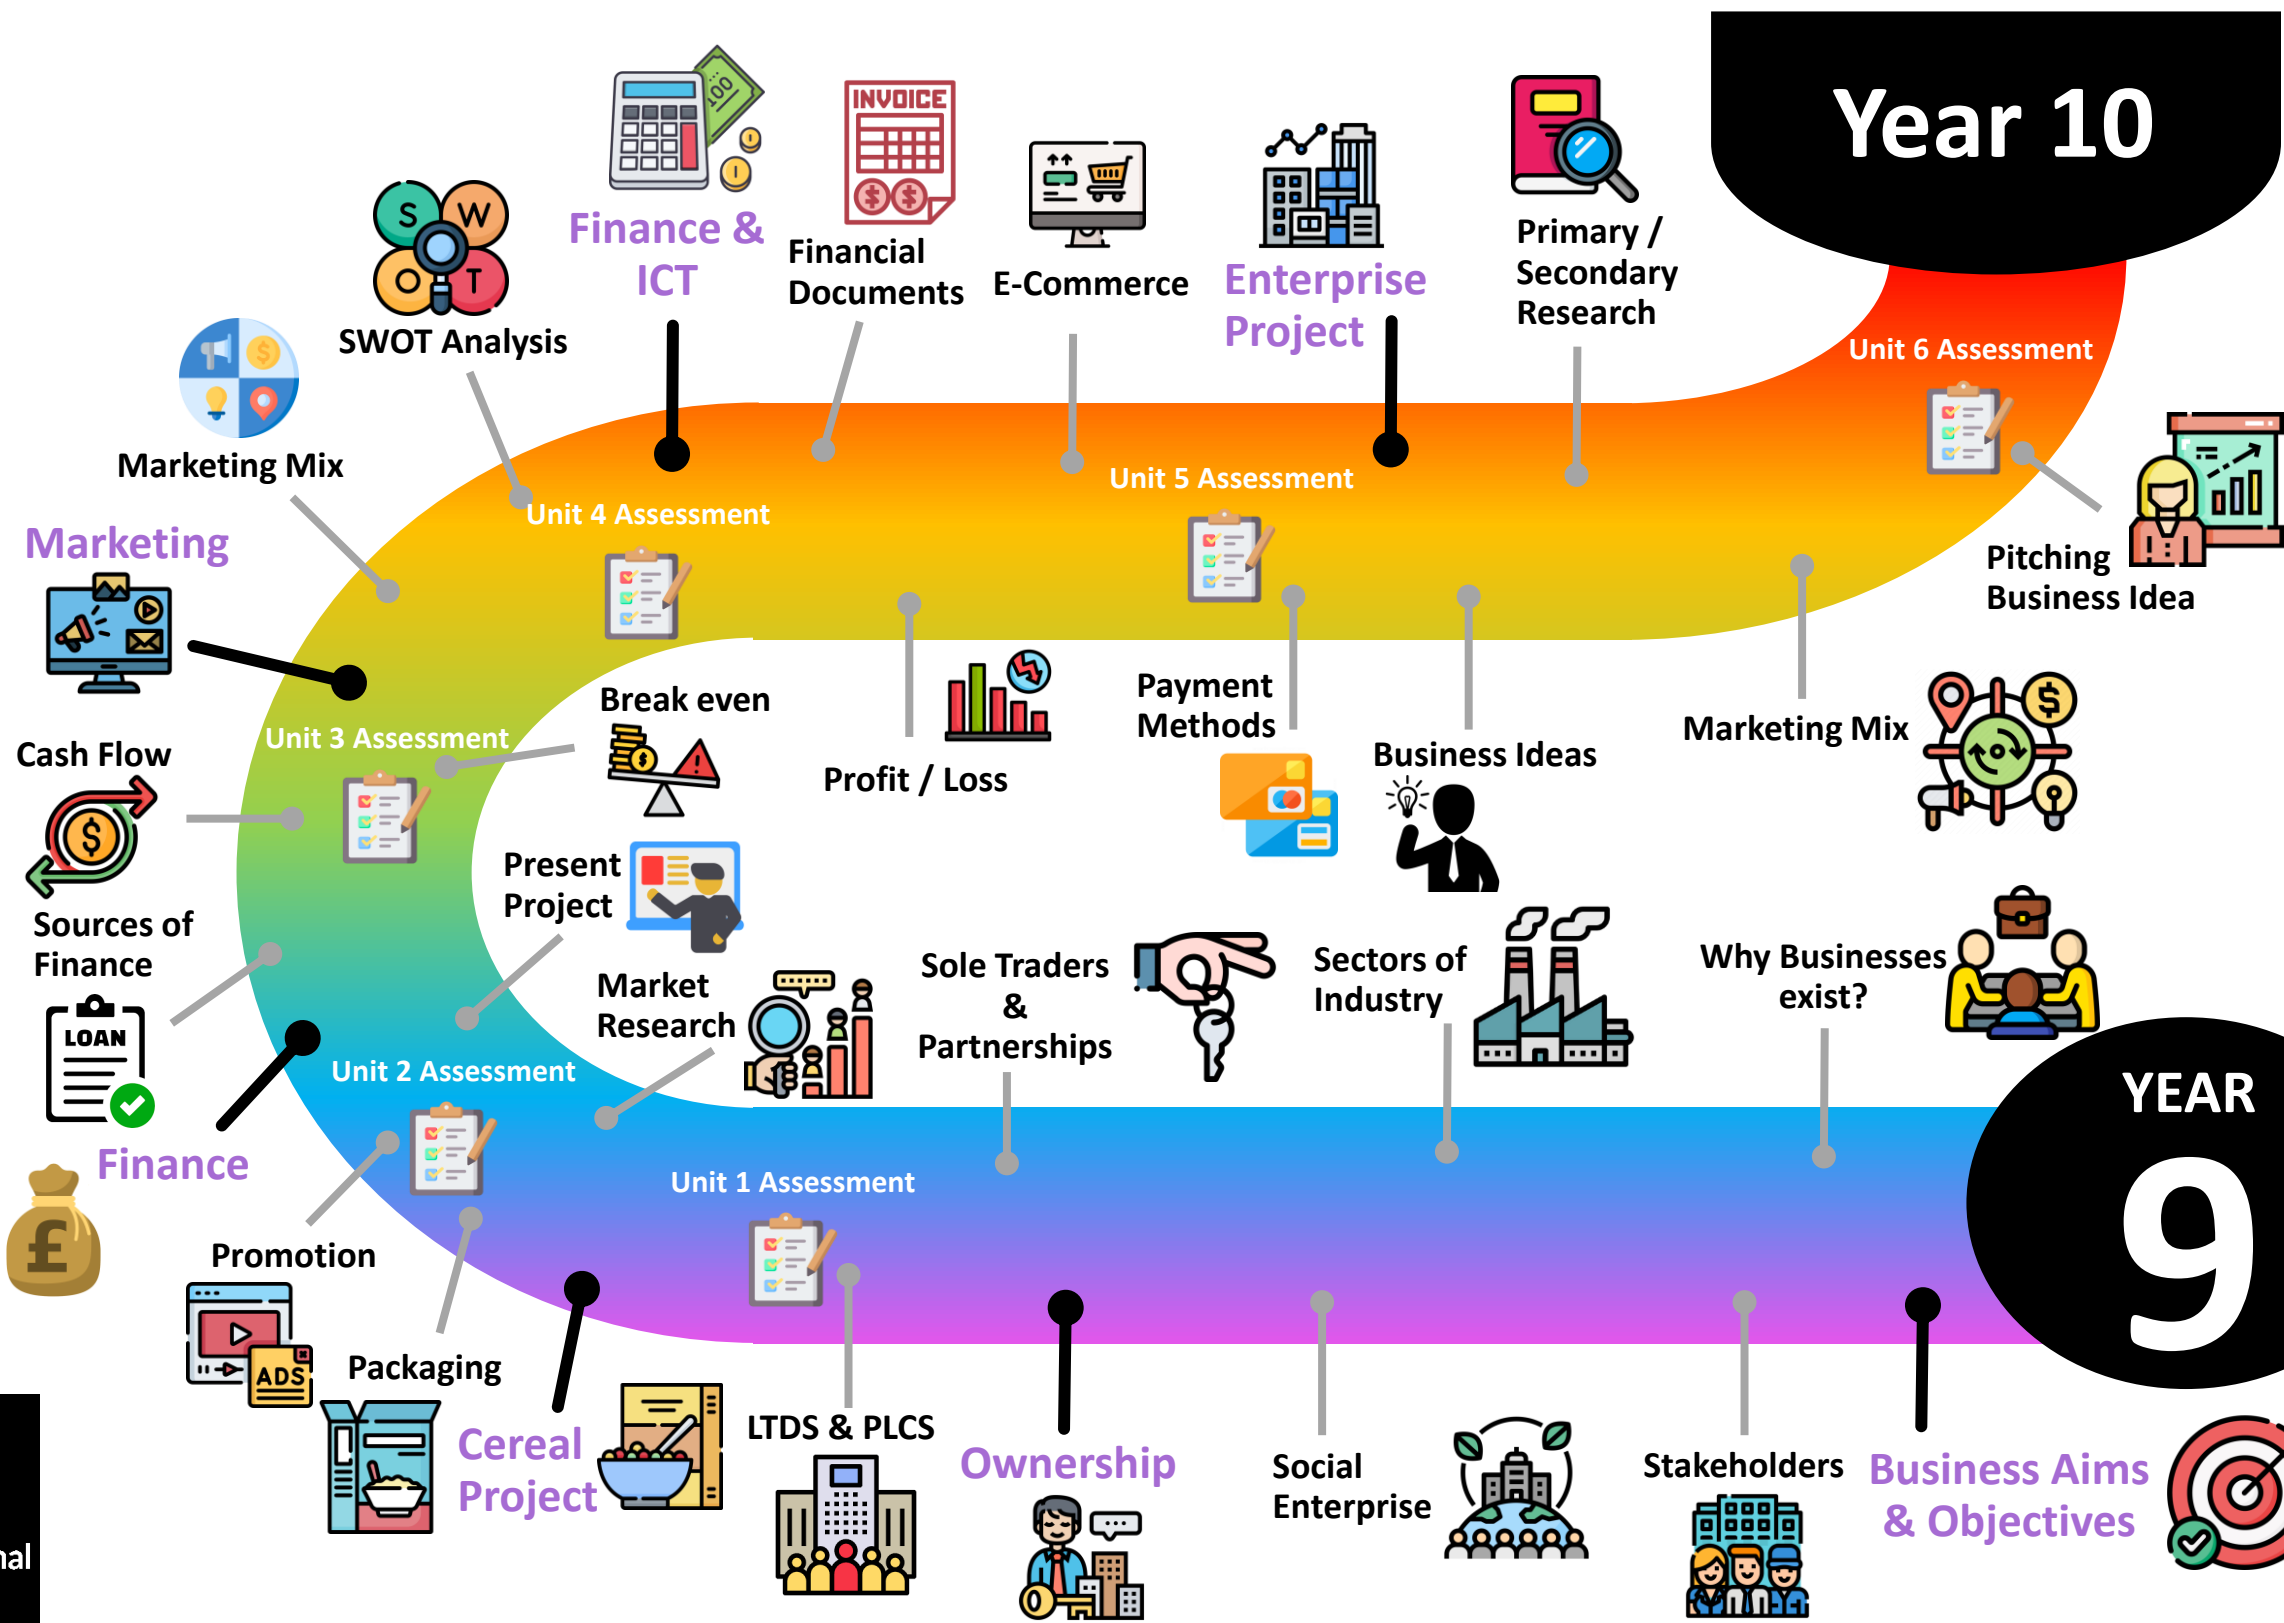 Year 10
INVOICE
100
S W
O T
Finance &
ICT
Financial
Documents
E-Commerce
Enterprise
Project
Primary /
Secondary
Research
SWOT Analysis
Unit 6 Assessment
Marketing Mix
Unit 5 Assessment
Unit 4 Assessment
Marketing
Pitching
Business Idea
Break even
Payment
Methods
Marketing Mix
Unit 3 Assessment
Cash Flow
Profit / Loss
Business Ideas
Present
Project
Sources of
Finance
Market
Research
Sole Traders
&
Partnerships
Sectors of
Industry
Why Businesses
exist?
LOAN
Unit 2 Assessment
YEAR
9
Finance
£
Unit 1 Assessment
Promotion
ADS
Packaging
Cereal
Project
LTDS & PLCS
Ownership
Social
Enterprise
Stakeholders
Business Aims
& Objectives
nal